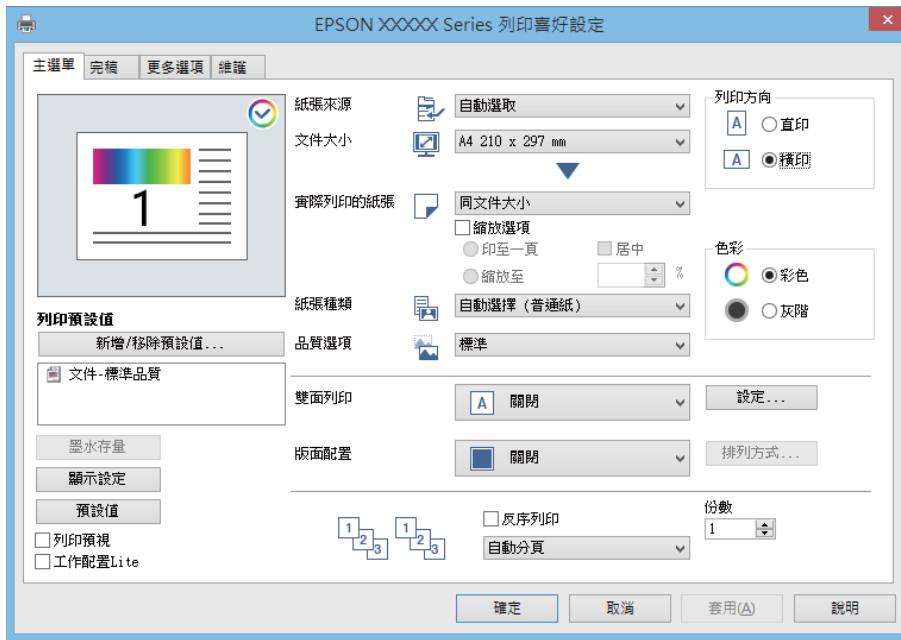 EPSON XXXXX Series 列印喜好設定
主選單 完稿 更多選項 維護
1
紙張來源 自動選取
文件大小 A4 210 x 297 mm
實際列印的紙張 同文件大小
縮放選項
印至一頁 居中
縮放至 %
紙張種類 自動選擇 (普通紙)
品質選項 標準
列印方向
A 直印
A 橫印
色彩
彩色
灰階
列印預設值
新增/移除預設值...
文件-標準品質
雙面列印 A 關閉 設定...
版面配置 關閉 排列方式...
墨水存量
顯示設定
預設值
列印預視
工作配置Lite
1 2 3 1 2 3
反序列印
自動分頁
份數
1
確定 取消 套用(A) 說明